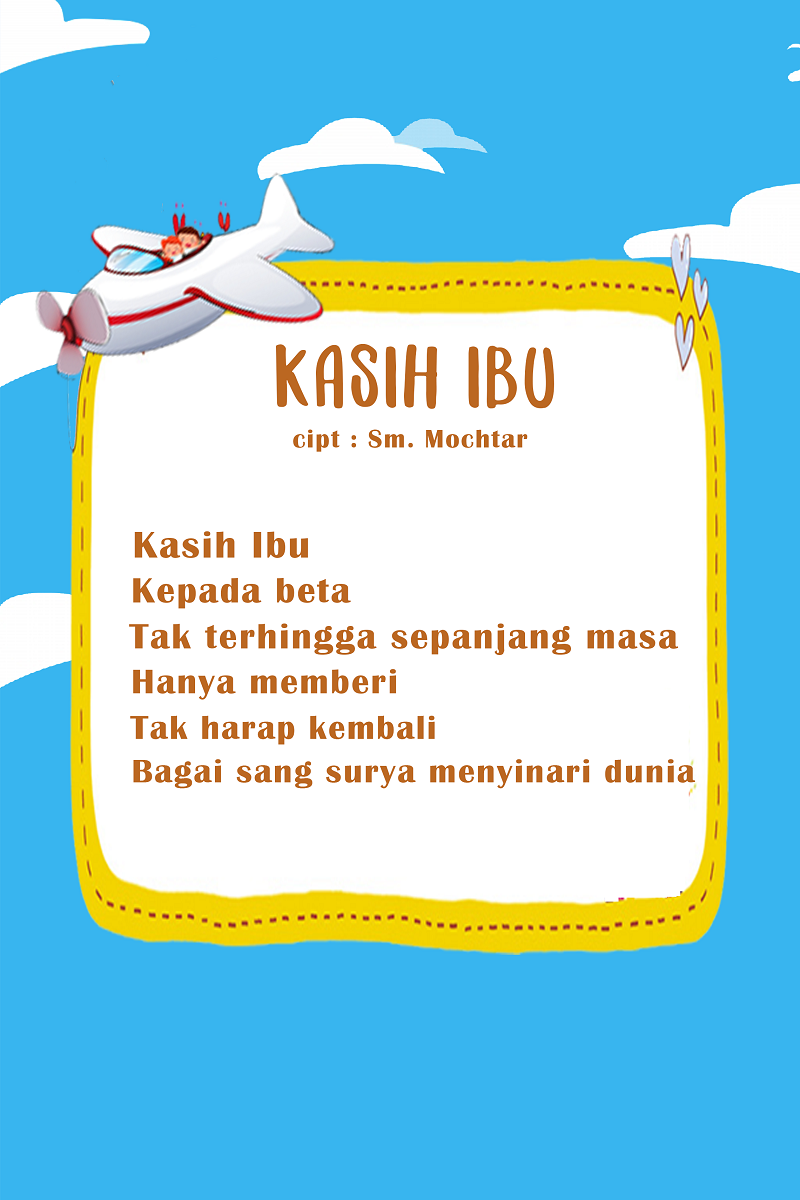 KASIH IBU
cipt : Sm. Mochtar
Kasih Ibu
Kepada beta
Tak terhingga sepanjang masa
Hanya memberi
Tak harap kembali
Bagai sang surya menyinari dunia